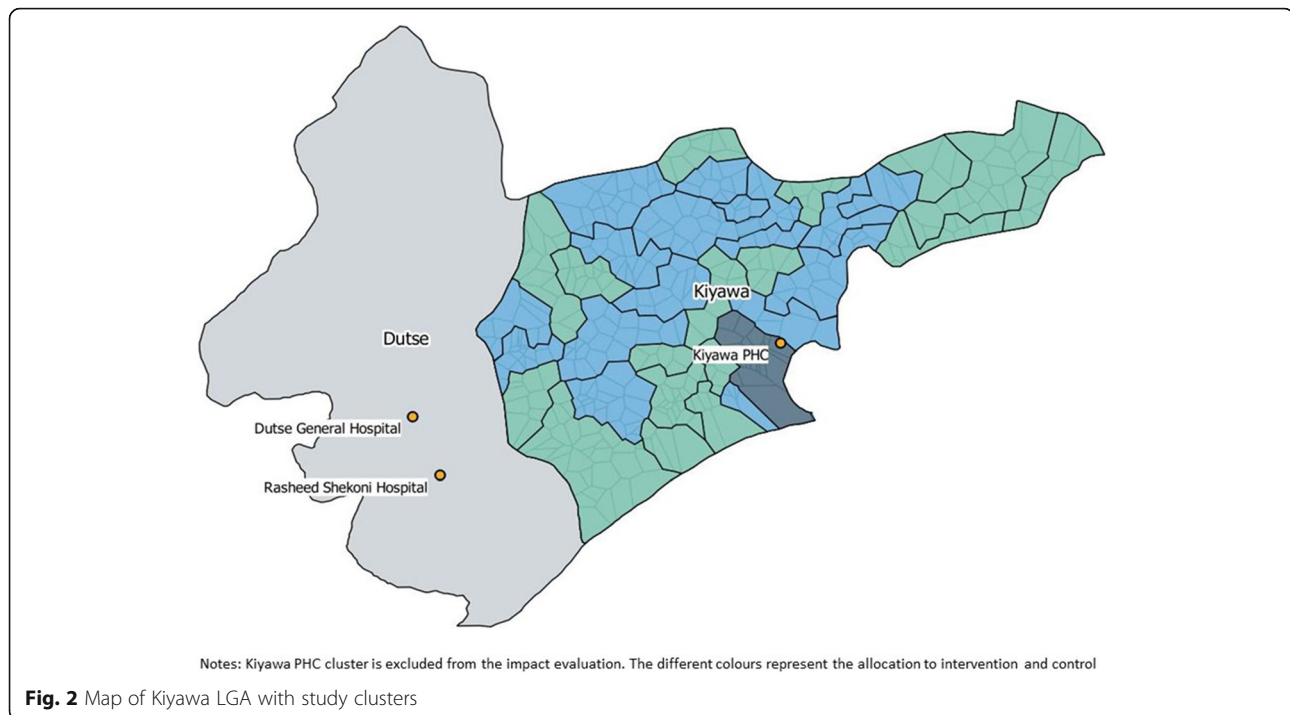 Kiyawa
Dutse
Kiyawa PHC
Dutse General Hospital
Rasheed Shekoni Hospital
Notes: Kiyawa PHC cluster is excluded from the impact evaluation. The different colours represent the allocation to intervention and control
Fig. 2 Map of Kiyawa LGA with study clusters